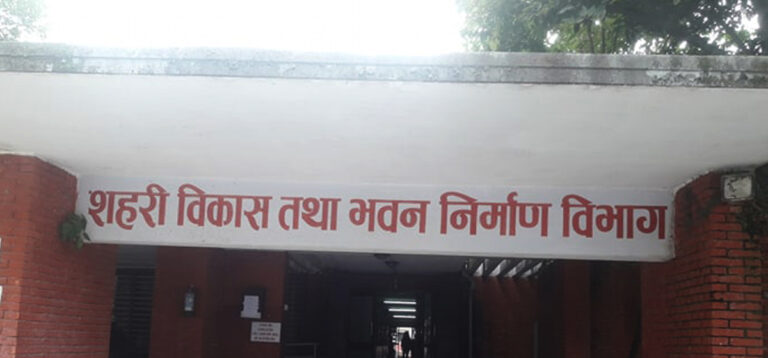 शहरी विकास तथा भवन निर्माण विभाग